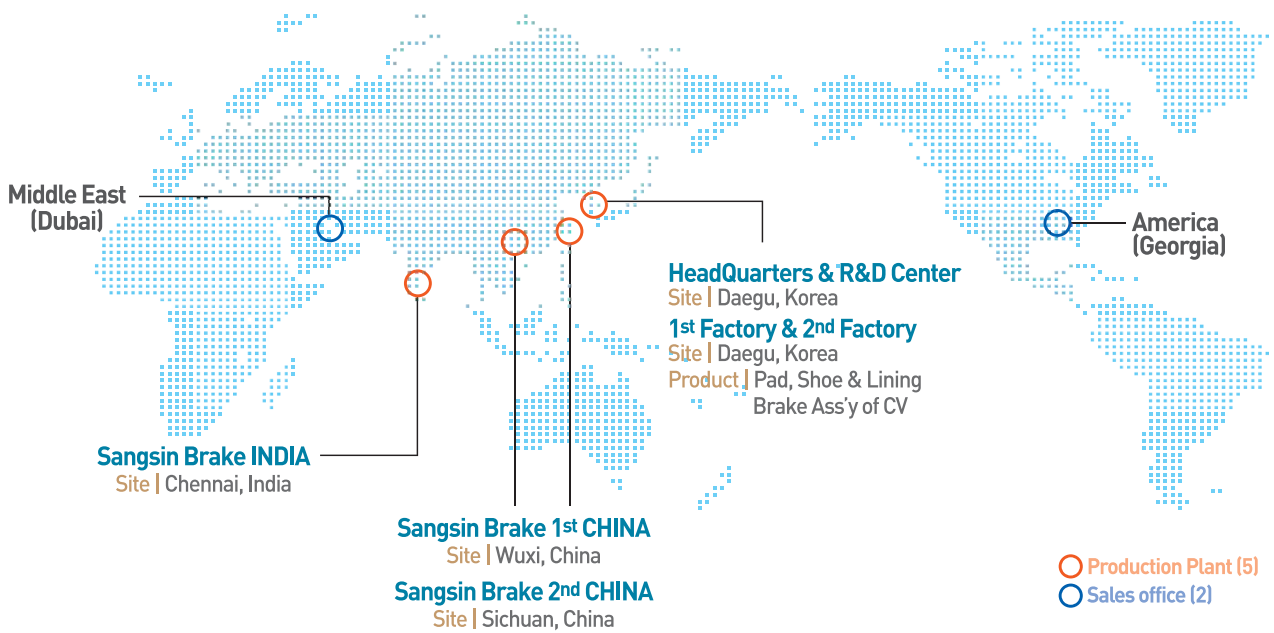 Middle East
(Dubai)
America
(Georgia)
HeadQuarters & R&D Center
Site | Daegu, Korea
1st Factory & 2nd Factory
Site | Daegu, Korea
Product | Pad, Shoe & Lining
Brake Ass'y of CV
Sangsin Brake INDIA
Site | Chennai, India
Sangsin Brake 1st CHINA
Site | Wuxi, China
Sangsin Brake 2nd CHINA
Site | Sichuan, China
Production Plant (5)
Sales office (2)